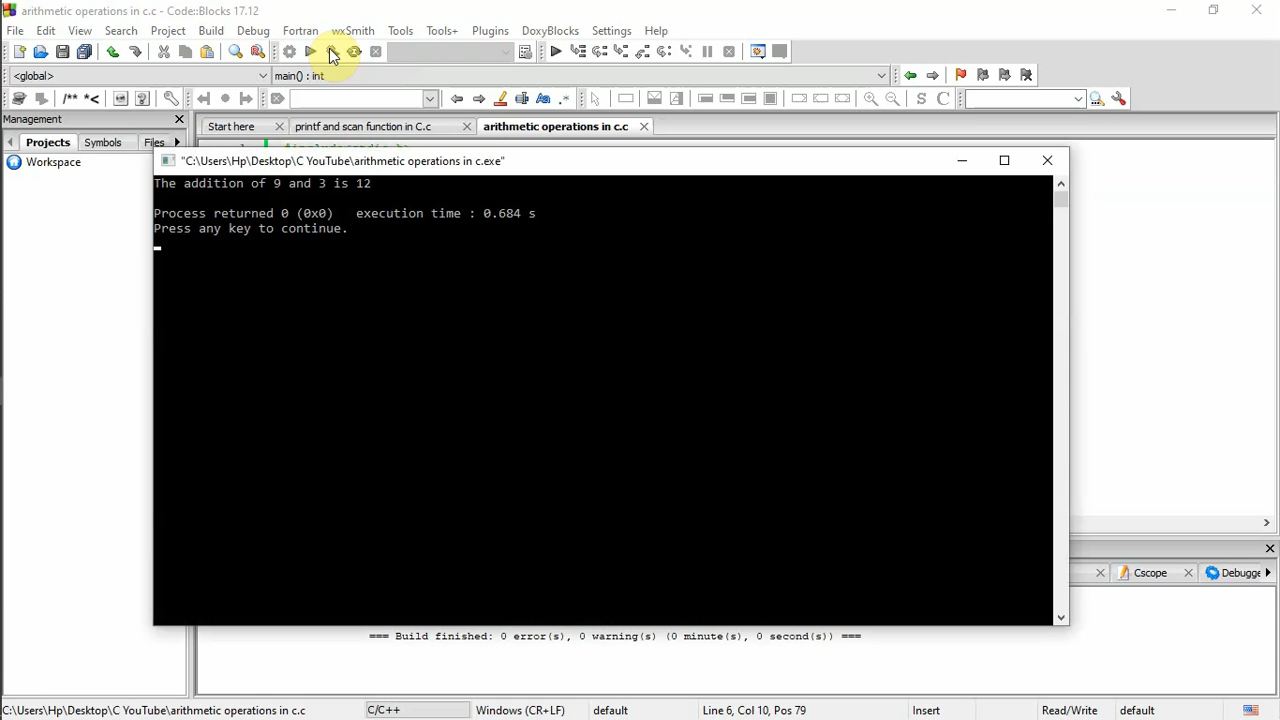 arithmetic operations in c.c - Code::Blocks 17.12
File Edit View Search Project Build Debug Fortran wxSmith Tools Tools+ Plugins DoxyBlocks Settings Help
<global> main() : int
/** *<
S C
Management
Start here printf and scan function in C.c arithmetic operations in c.c
Projects Symbols Files
1
Workspace
"C:\Users\Hp\Desktop\C YouTube\arithmetic operations in c.exe"
The addition of 9 and 3 is 12
Process returned 0 (0x0) execution time : 0.684 s
Press any key to continue.
Cscope Debugge
=== Build finished: 0 error(s), 0 warning(s) (0 minute(s), 0 second(s)) ===
C:\Users\Hp\Desktop\C YouTube\arithmetic operations in c.c C/C++ Windows (CR+LF) default Line 6, Col 10, Pos 79 Insert Read/Write default